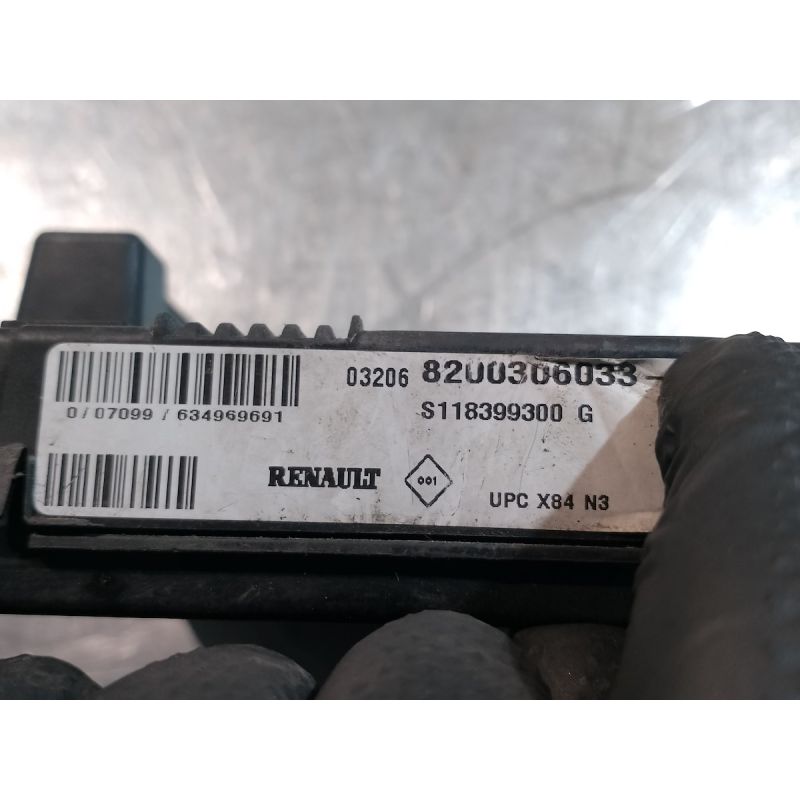 03206 8200306033
0/07099/634969691
S118399300 G
RENAULT
001
UPC X84 N3